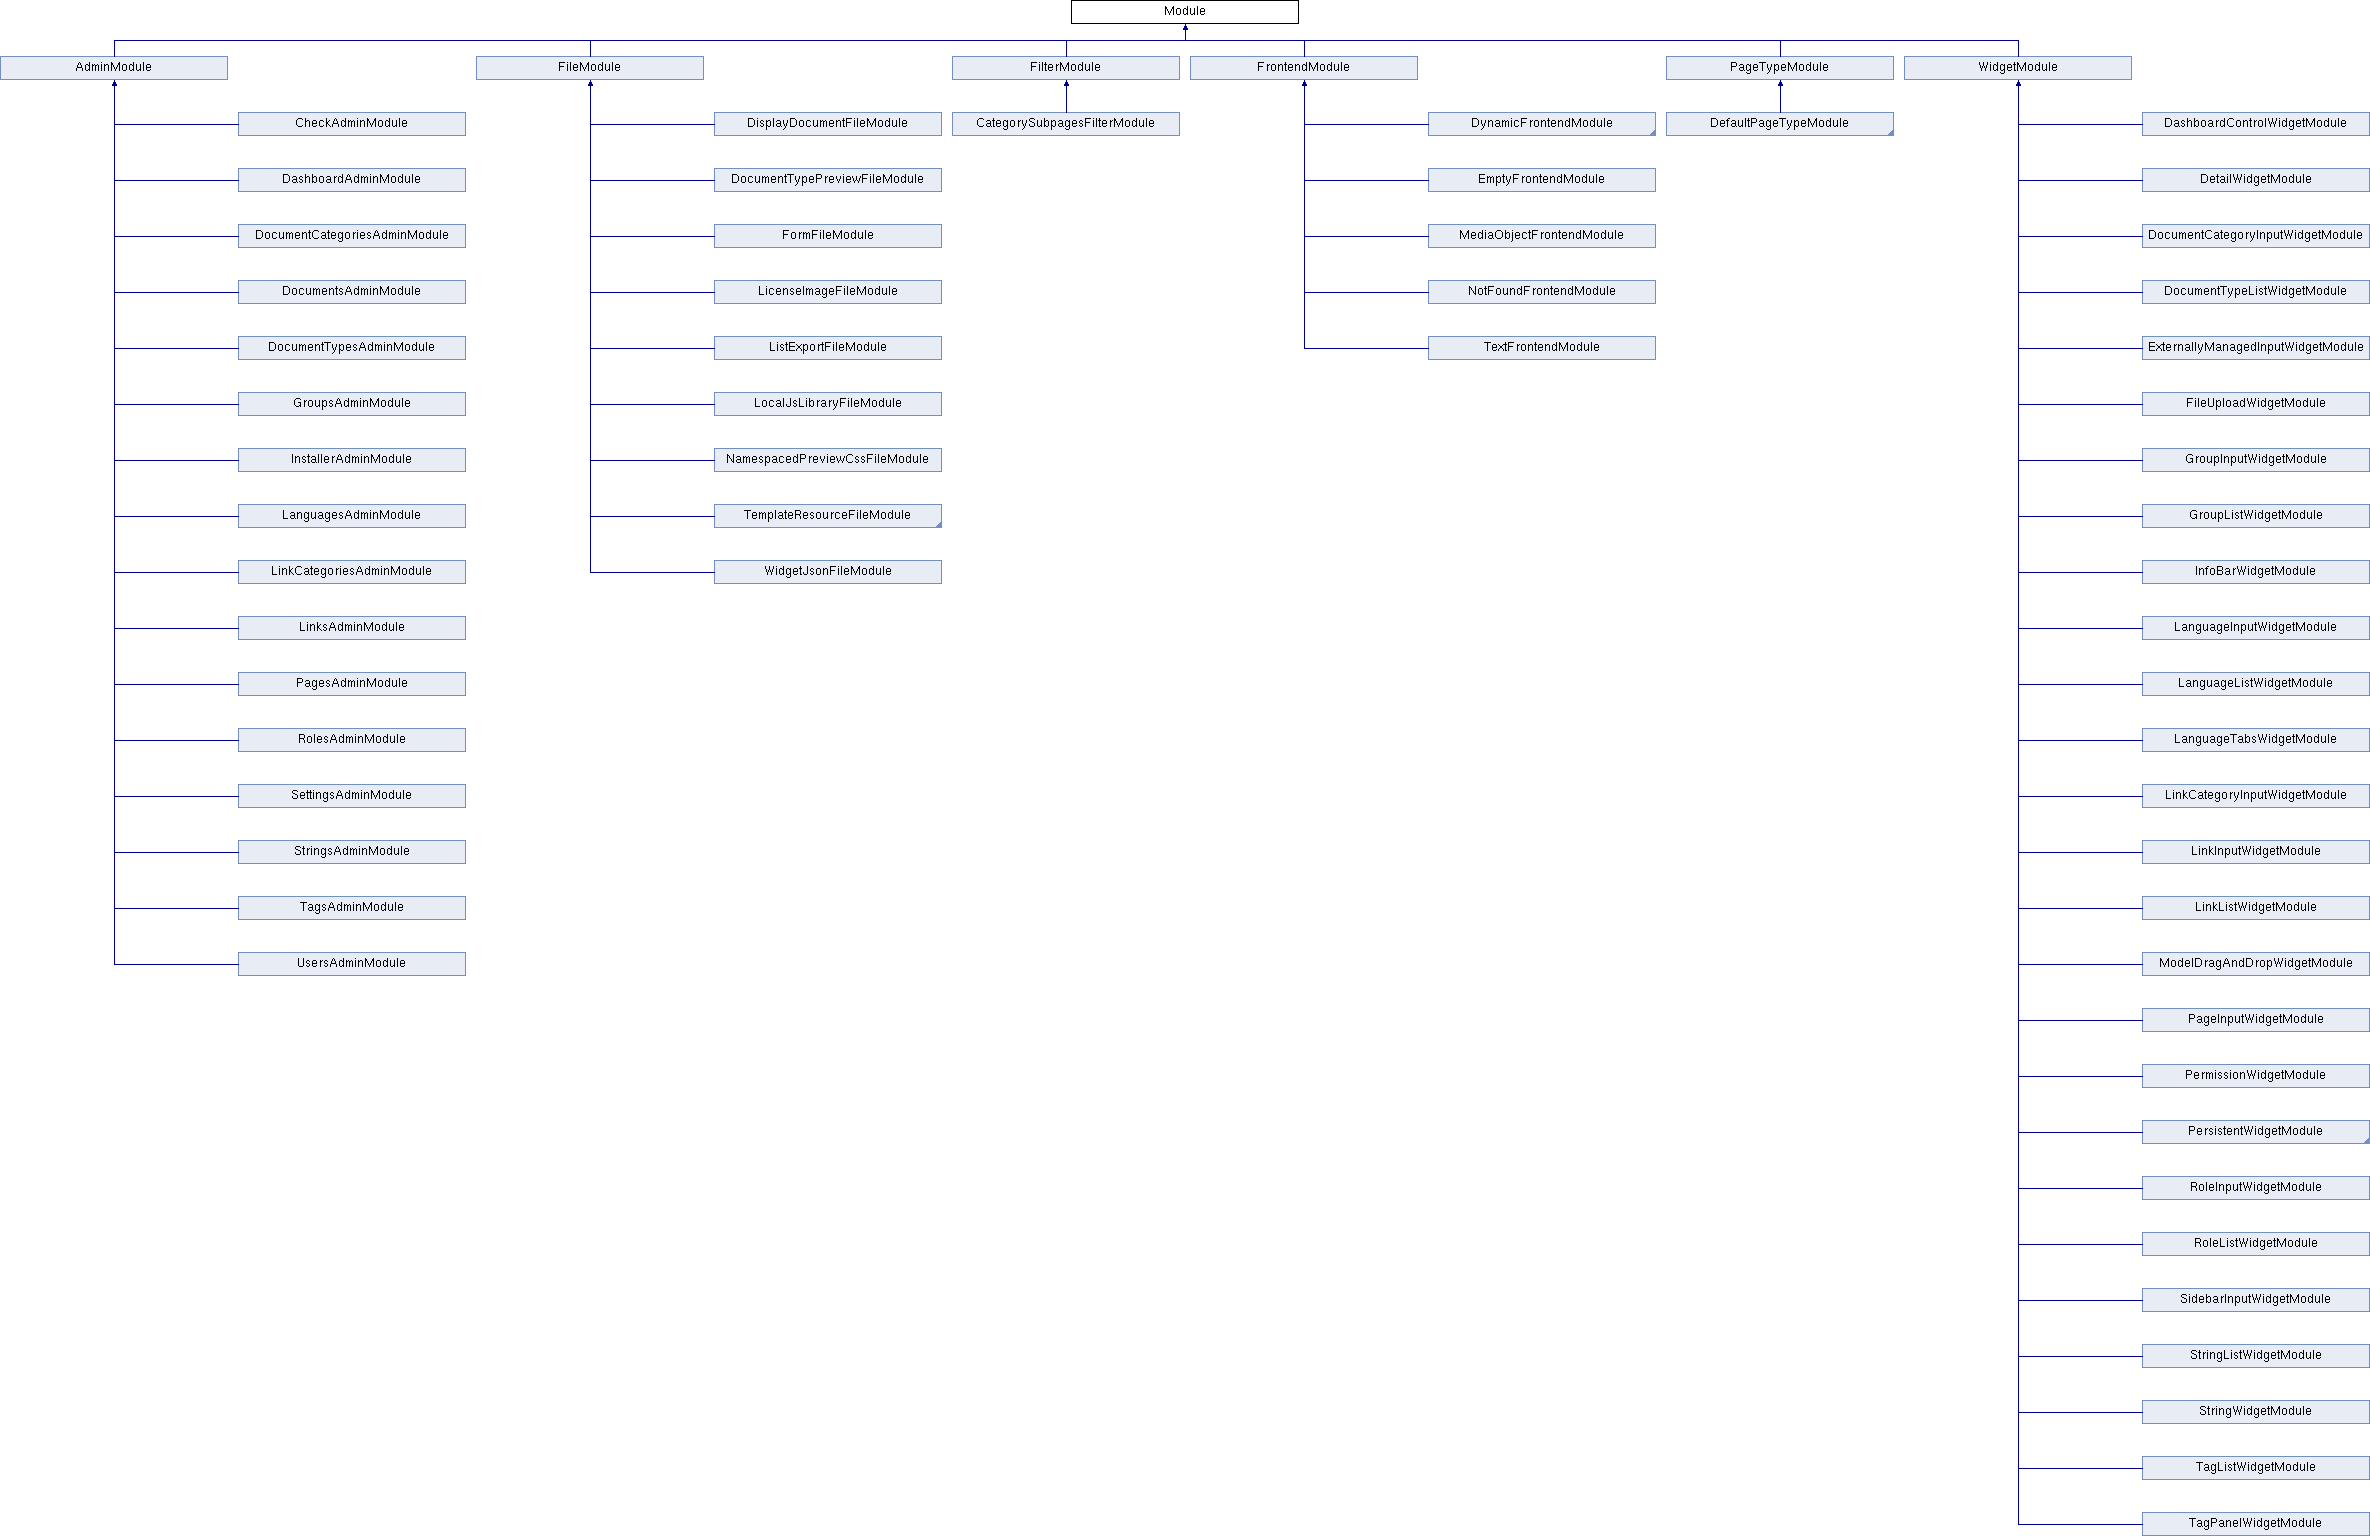 Module
AdminModule
FileModule
FilterModule
FrontendModule
PageTypeModule
WidgetModule
CheckAdminModule
DisplayDocumentFileModule
CategorySubpagesFilterModule
DynamicFrontendModule
DefaultPageTypeModule
DashboardControlWidgetModule
DashboardAdminModule
DocumentTypePreviewFileModule
EmptyFrontendModule
DetailWidgetModule
DocumentCategoriesAdminModule
FormFileModule
MediaObjectFrontendModule
DocumentCategoryInputWidgetModule
DocumentsAdminModule
LicenseImageFileModule
NotFoundFrontendModule
DocumentTypeListWidgetModule
DocumentTypesAdminModule
ListExportFileModule
TextFrontendModule
ExternallyManagedInputWidgetModule
GroupsAdminModule
LocalJsLibraryFileModule
FileUploadWidgetModule
InstallerAdminModule
NamespacedPreviewCssFileModule
GroupInputWidgetModule
LanguagesAdminModule
TemplateResourceFileModule
GroupListWidgetModule
LinkCategoriesAdminModule
WidgetJsonFileModule
InfoBarWidgetModule
LinksAdminModule
LanguageInputWidgetModule
PagesAdminModule
LanguageListWidgetModule
RolesAdminModule
LanguageTabsWidgetModule
SettingsAdminModule
LinkCategoryInputWidgetModule
StringsAdminModule
LinkInputWidgetModule
TagsAdminModule
LinkListWidgetModule
UsersAdminModule
ModelDragAndDropWidgetModule
PageInputWidgetModule
PermissionWidgetModule
PersistentWidgetModule
RoleInputWidgetModule
RoleListWidgetModule
SidebarInputWidgetModule
StringListWidgetModule
StringWidgetModule
TagListWidgetModule
TagPanelWidgetModule